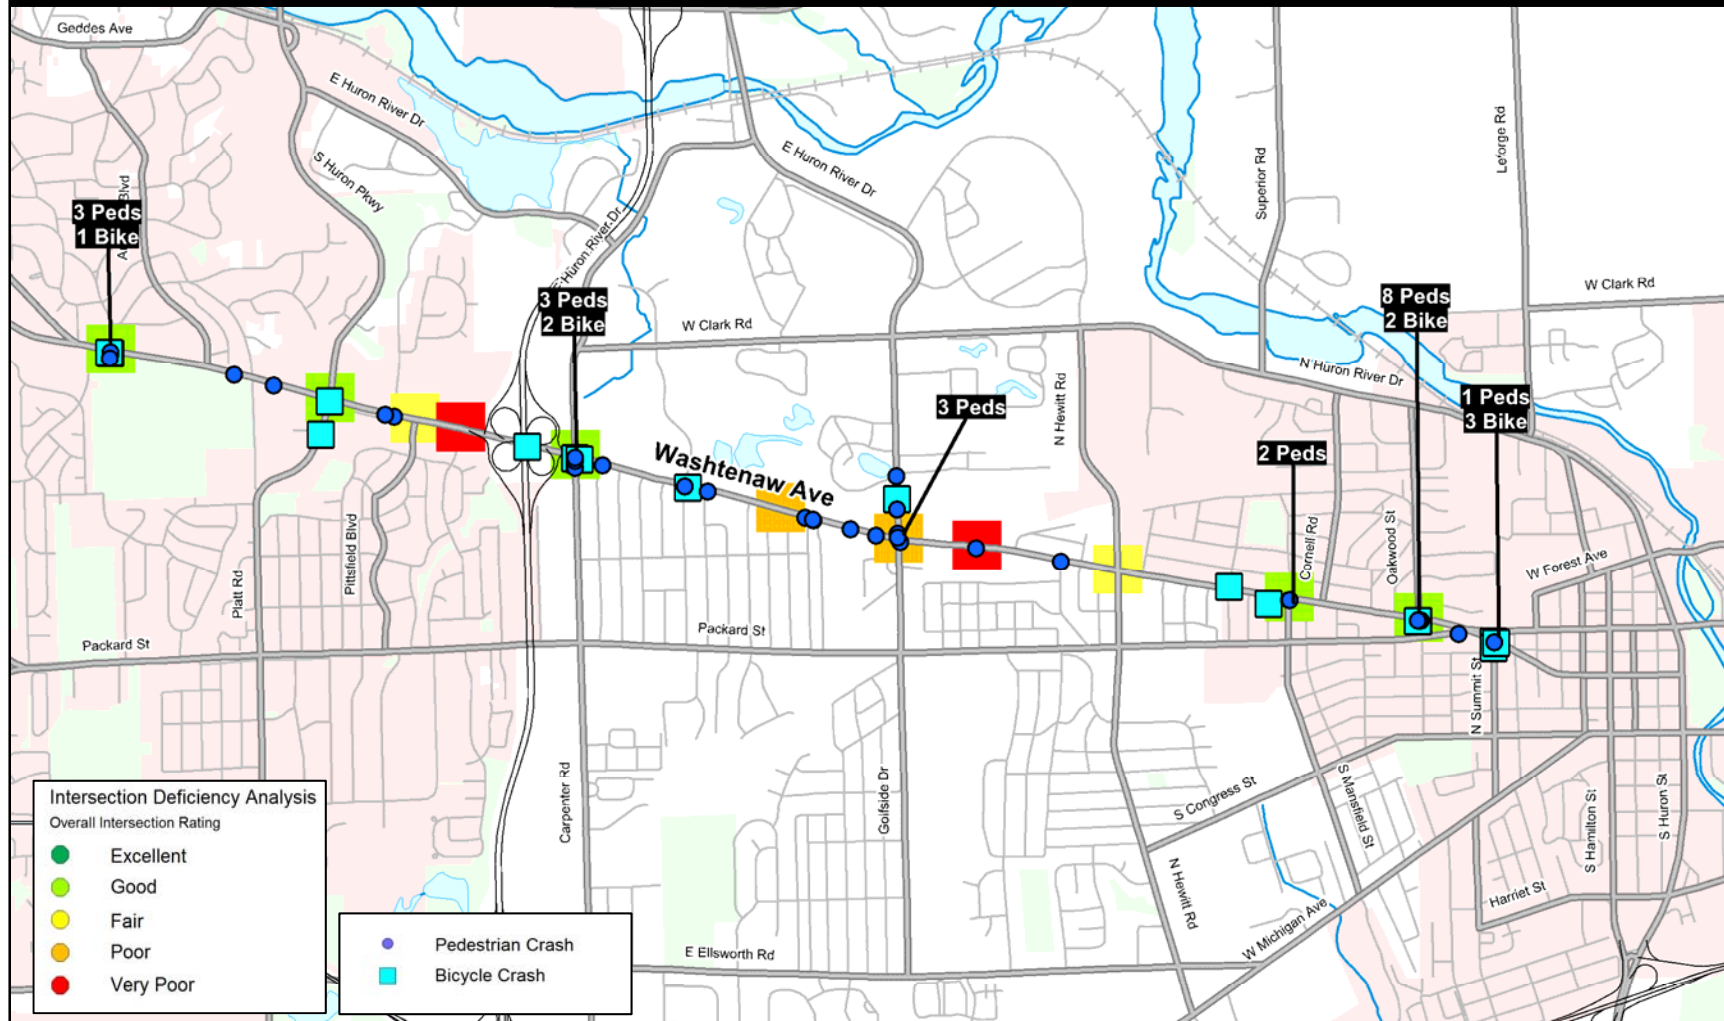 Geddes Ave
E Huron River Dr
S Huron Pkwy
Blvd
3 Peds
1 Bike
E Huron River Dr
Huron River Dr
3 Peds
2 Bike
W Clark Rd
Superior Rd
Leforge Rd
W Clark Rd
8 Peds
2 Bike
N Huron River Dr
1 Peds
3 Bike
N Hewitt Rd
3 Peds
2 Peds
Washtenaw Ave
Cornell Rd
Oakwood St
W Forest Ave
Platt Rd
Pittsfield Blvd
Packard St
Packard St
N Summit St
Carpenter Rd
Golfside Dr
S Congress St
S Mansfield St
S Hamilton St
S Huron St
N Hewitt Rd
Harriet St
W Michigan Ave
E Ellsworth Rd
Intersection Deficiency Analysis
Overall Intersection Rating
Excellent
Good
Fair
Poor
Very Poor
Pedestrian Crash
Bicycle Crash